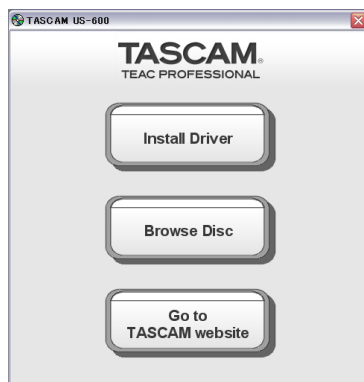 TASCAM US-600
TASCAM®
TEAC PROFESSIONAL
Install Driver
Browse Disc
Go to
TASCAM website